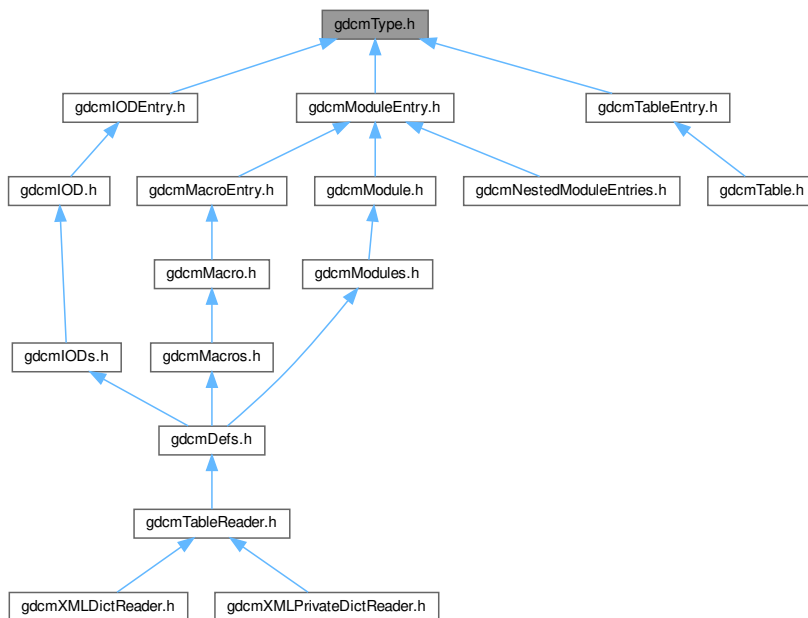 gdcmType.h
gdcmIODEntry.h
gdcmModuleEntry.h
gdcmTableEntry.h
gdcmIOD.h
gdcmMacroEntry.h
gdcmModule.h
gdcmNestedModuleEntries.h
gdcmTable.h
gdcmMacro.h
gdcmModules.h
gdcmIODs.h
gdcmMacros.h
gdcmDefs.h
gdcmTableReader.h
gdcmXMLDictReader.h
gdcmXMLPrivateDictReader.h